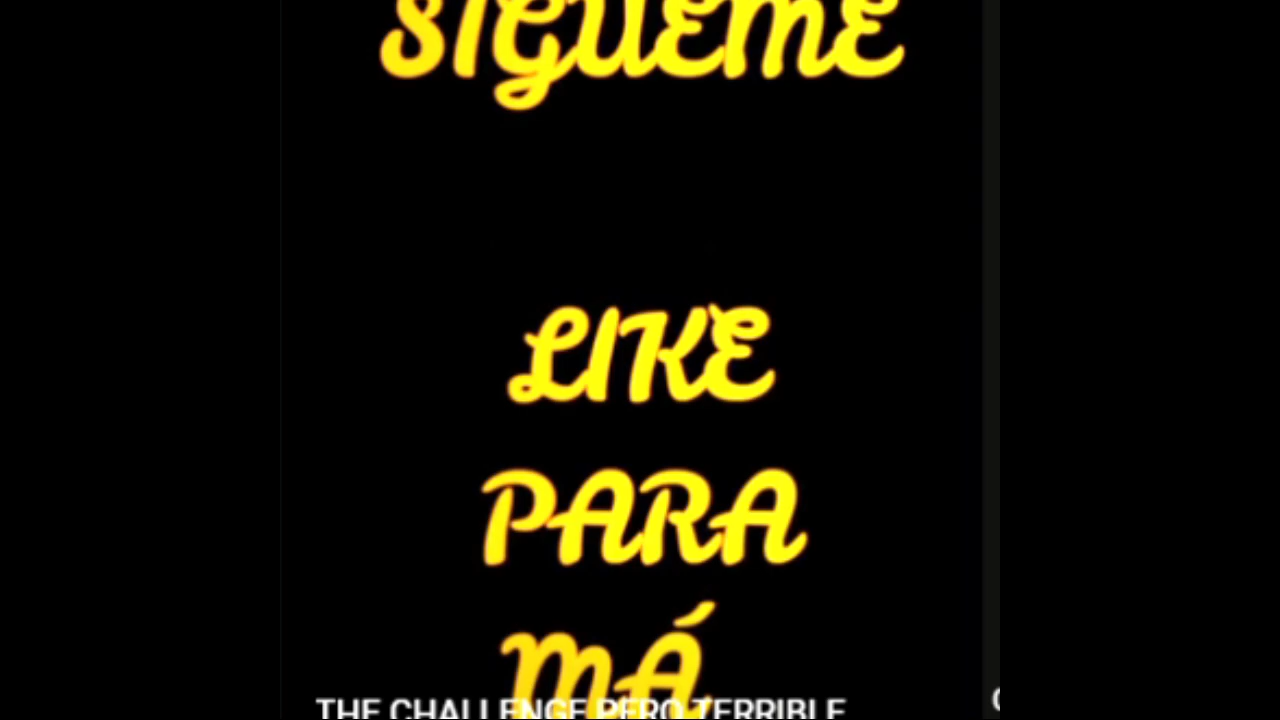 SIGUEME
LIKE
PARA
MÁ
THE CHALLENGE PERO TERRIBLE